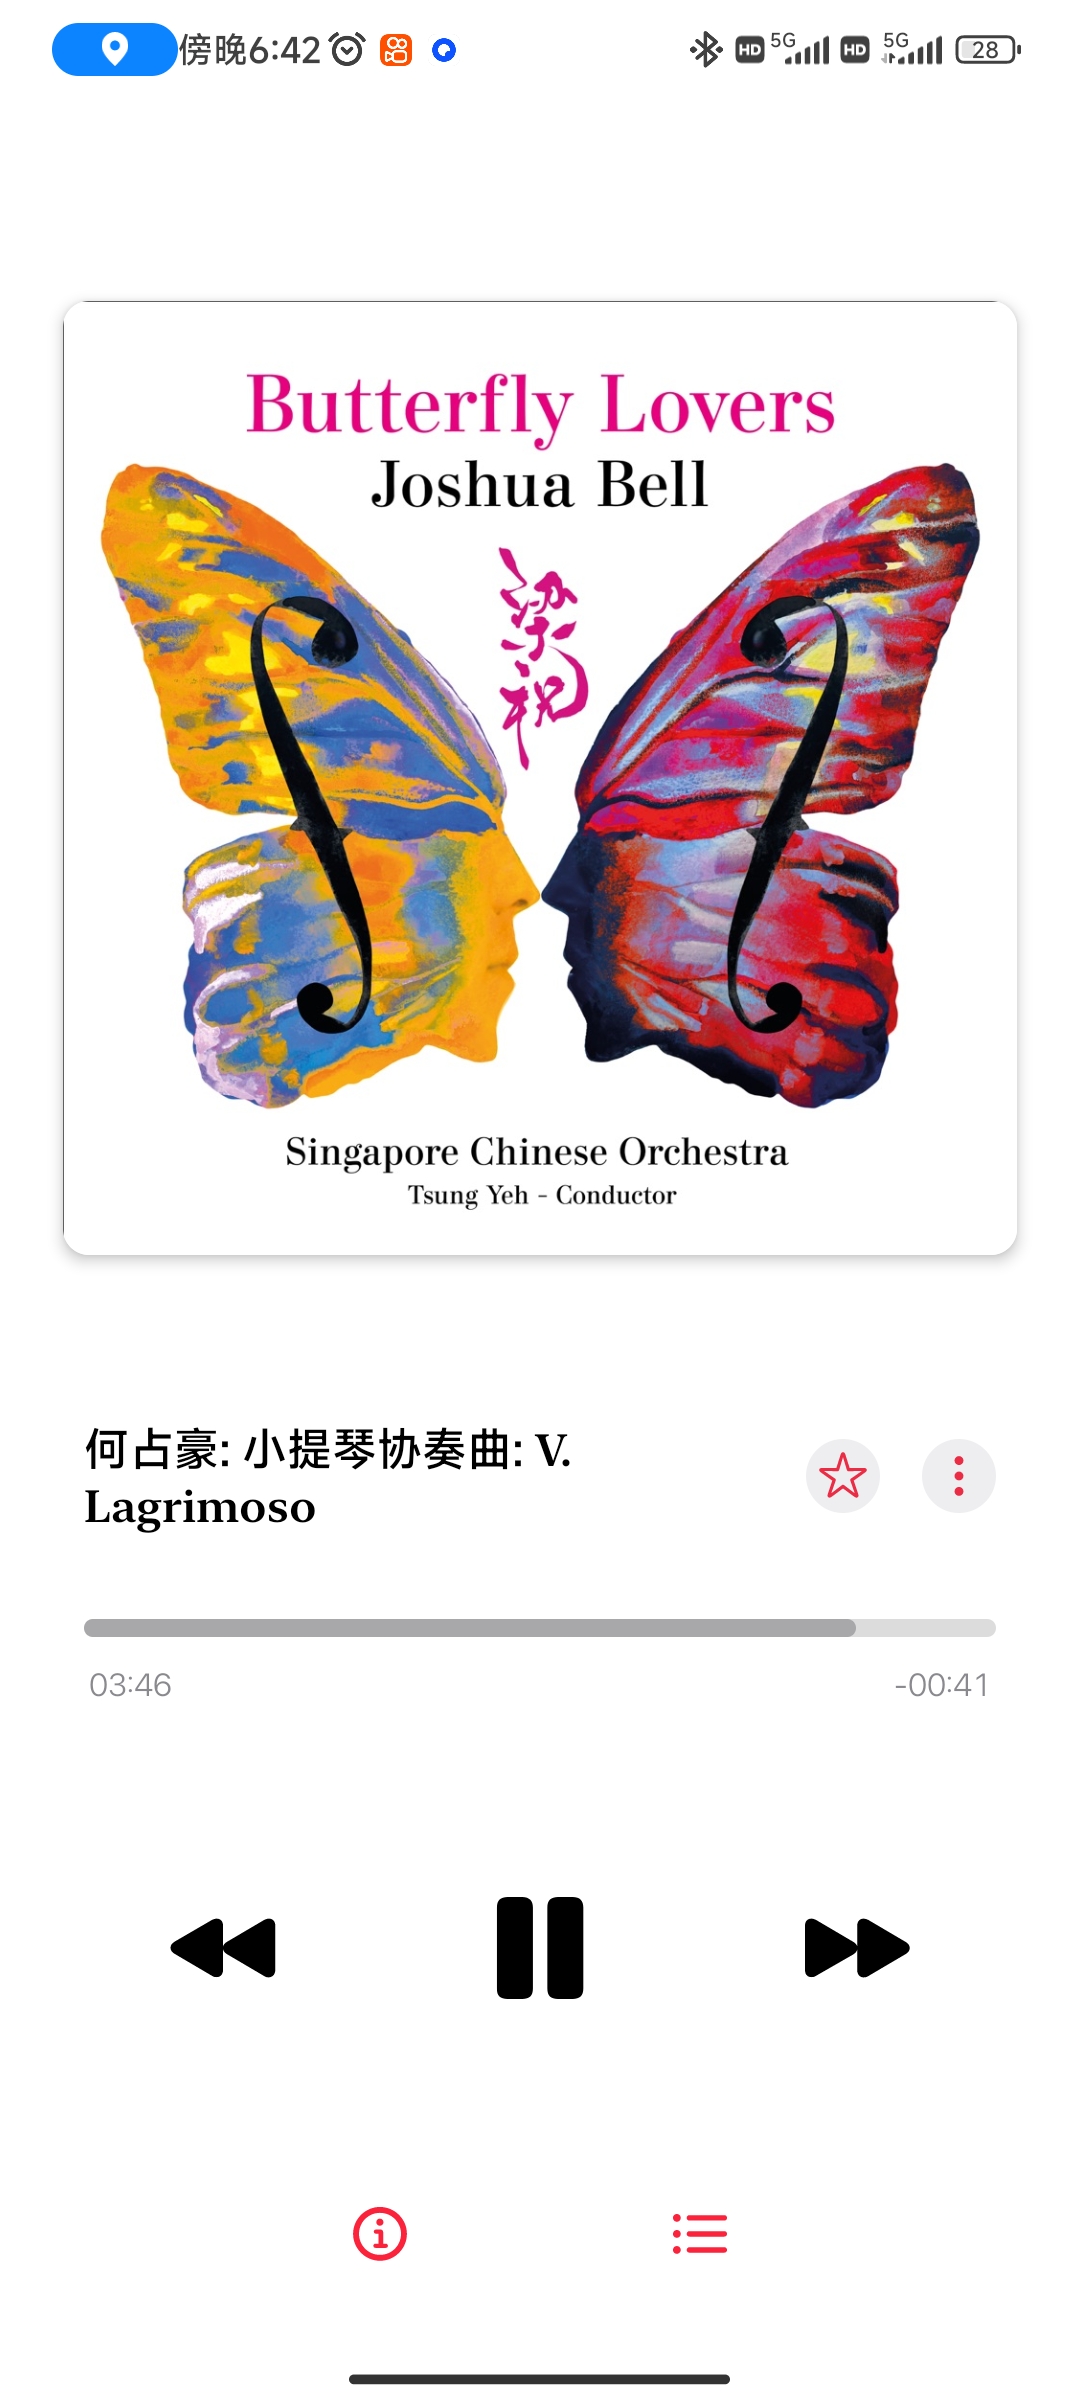 傍晚6:42
HD 5G HD 5G 28
Butterfly Lovers
Joshua Bell
梁
祝
Singapore Chinese Orchestra
Tsung Yeh - Conductor
何占豪: 小提琴协奏曲: V.
Lagrimoso
03:46 -00:41